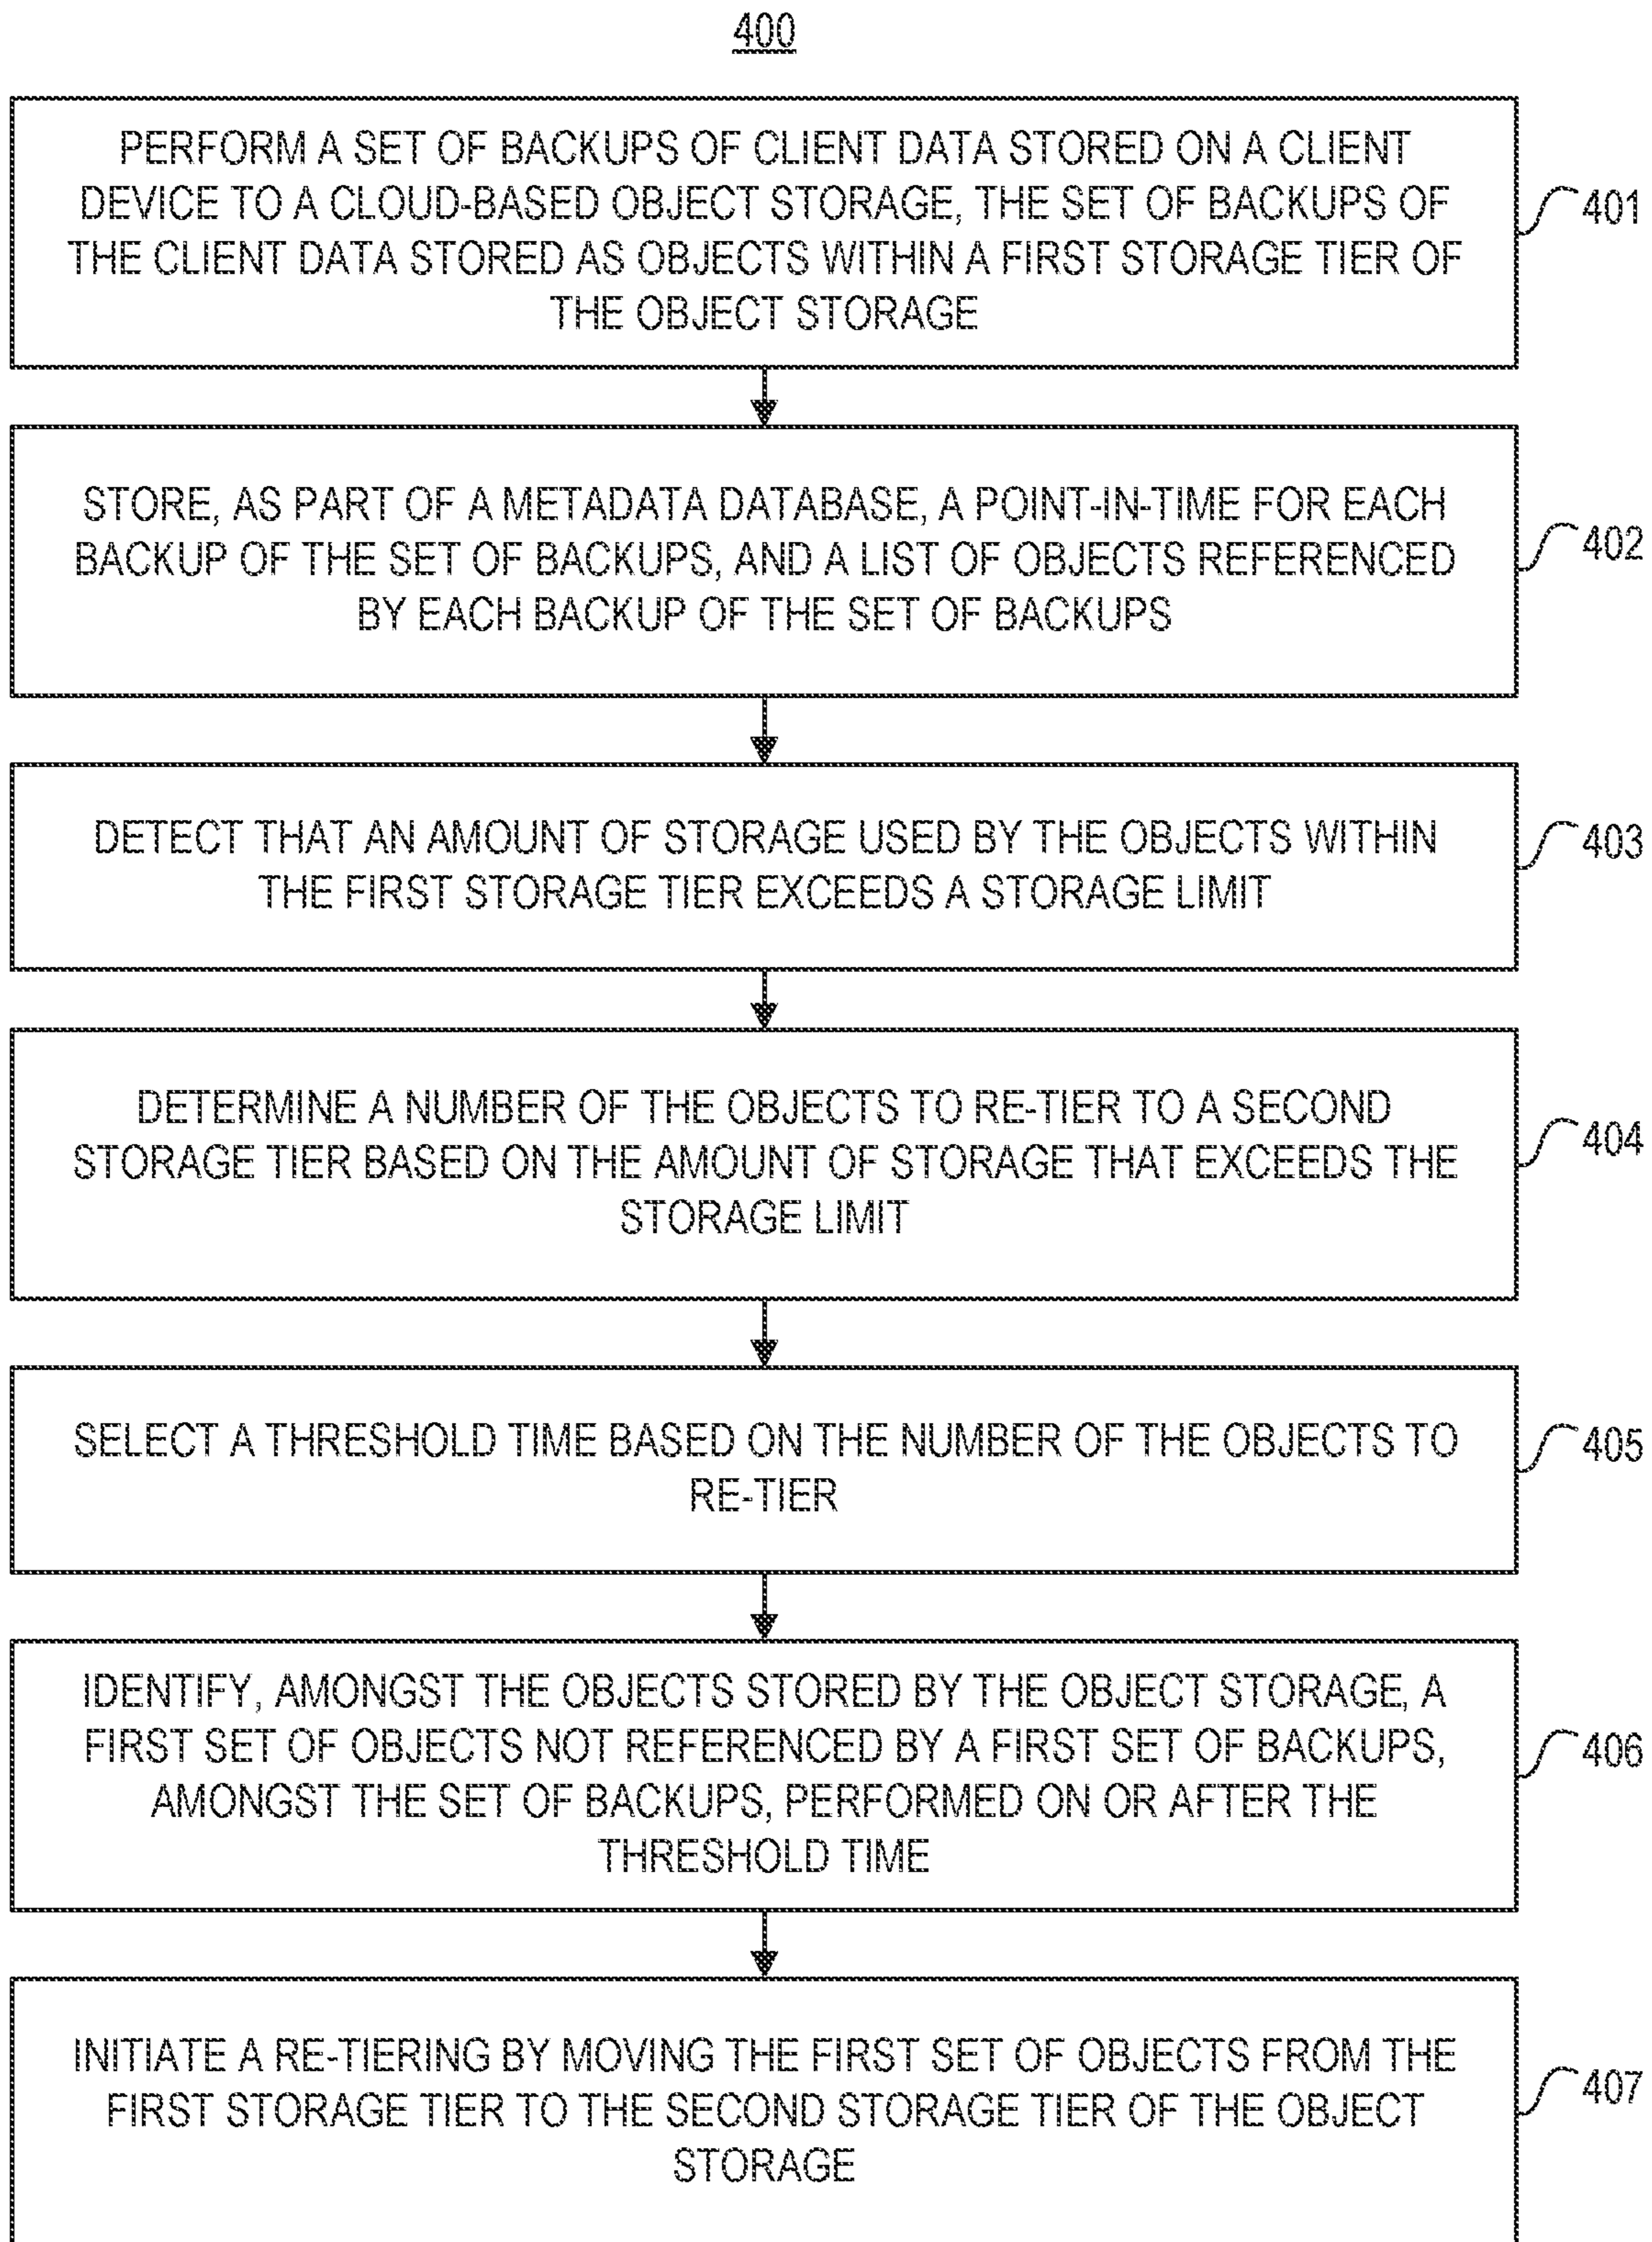 400
PERFORM A SET OF BACKUPS OF CLIENT DATA STORED ON A CLIENT
DEVICE TO A CLOUD-BASED OBJECT STORAGE, THE SET OF BACKUPS OF
THE CLIENT DATA STORED AS OBJECTS WITHIN A FIRST STORAGE TIER OF
THE OBJECT STORAGE
401
STORE, AS PART OF A METADATA DATABASE, A POINT-IN-TIME FOR EACH
BACKUP OF THE SET OF BACKUPS, AND A LIST OF OBJECTS REFERENCED
BY EACH BACKUP OF THE SET OF BACKUPS
402
DETECT THAT AN AMOUNT OF STORAGE USED BY THE OBJECTS WITHIN
THE FIRST STORAGE TIER EXCEEDS A STORAGE LIMIT
403
DETERMINE A NUMBER OF THE OBJECTS TO RE-TIER TO A SECOND
STORAGE TIER BASED ON THE AMOUNT OF STORAGE THAT EXCEEDS THE
STORAGE LIMIT
404
SELECT A THRESHOLD TIME BASED ON THE NUMBER OF THE OBJECTS TO
RE-TIER
405
IDENTIFY, AMONGST THE OBJECTS STORED BY THE OBJECT STORAGE, A
FIRST SET OF OBJECTS NOT REFERENCED BY A FIRST SET OF BACKUPS,
AMONGST THE SET OF BACKUPS, PERFORMED ON OR AFTER THE
THRESHOLD TIME
406
INITIATE A RE-TIERING BY MOVING THE FIRST SET OF OBJECTS FROM THE
FIRST STORAGE TIER TO THE SECOND STORAGE TIER OF THE OBJECT
STORAGE
407